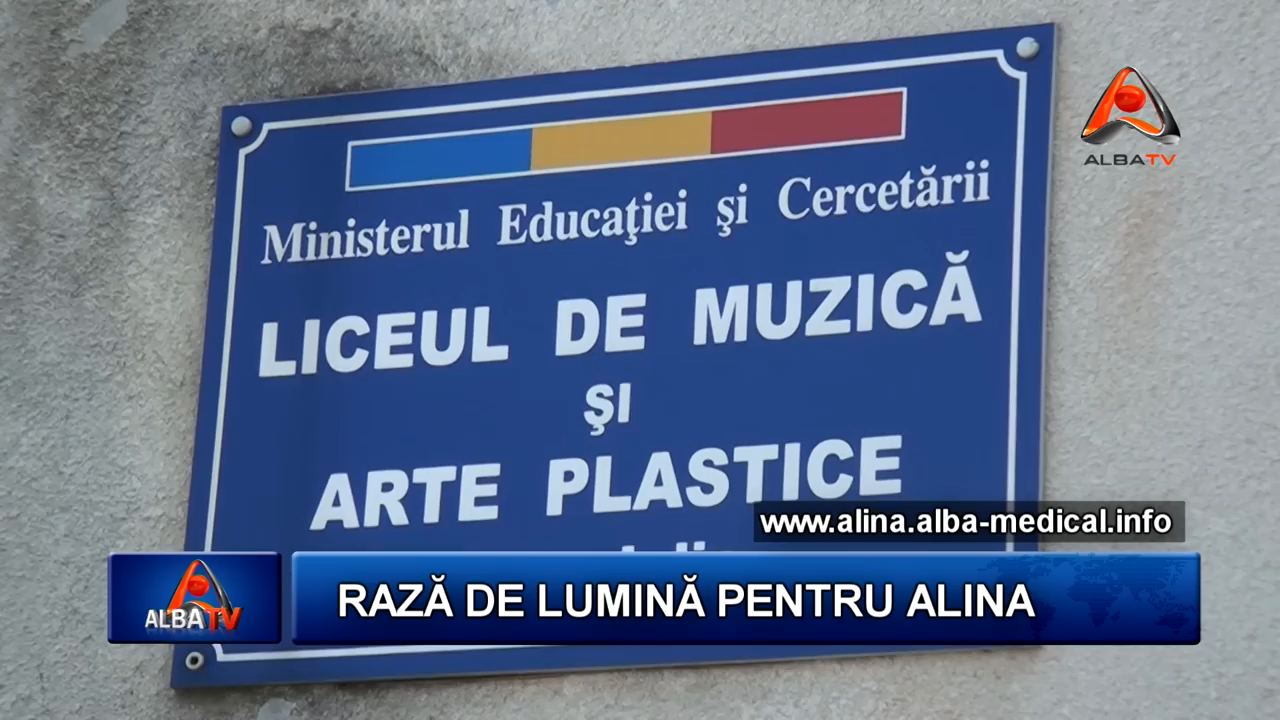 ALBATV
Ministerul Educaţiei şi Cercetării
LICEUL DE MUZICĂ
ŞI
ARTE PLASTICE
www.alina.alba-medical.info
ALBATV
RAZĂ DE LUMINĂ PENTRU ALINA